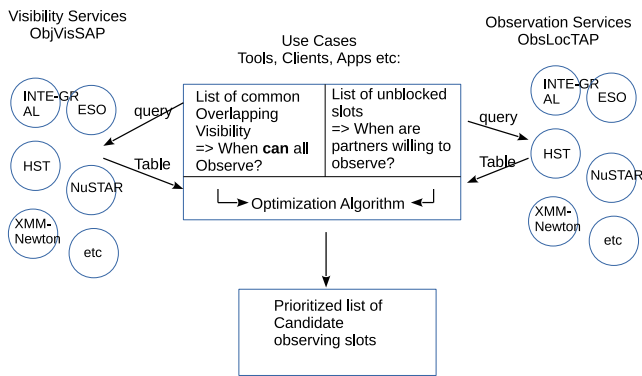 Visibility Services
ObjVisSAP
INTE-GR
AL
ESO
HST
NuSTAR
XMM-
Newton
etc
query
Table
Use Cases
Tools, Clients, Apps etc:
List of common
Overlapping
Visibility
=> When can all
Observe?
List of unblocked
slots
=> When are
partners willing to
observe?
Optimization Algorithm
Prioritized list of
Candidate
observing slots
Observation Services
ObsLocTAP
query
Table
INTE-GR
AL
ESO
HST
NuSTAR
XMM-
Newton
etc